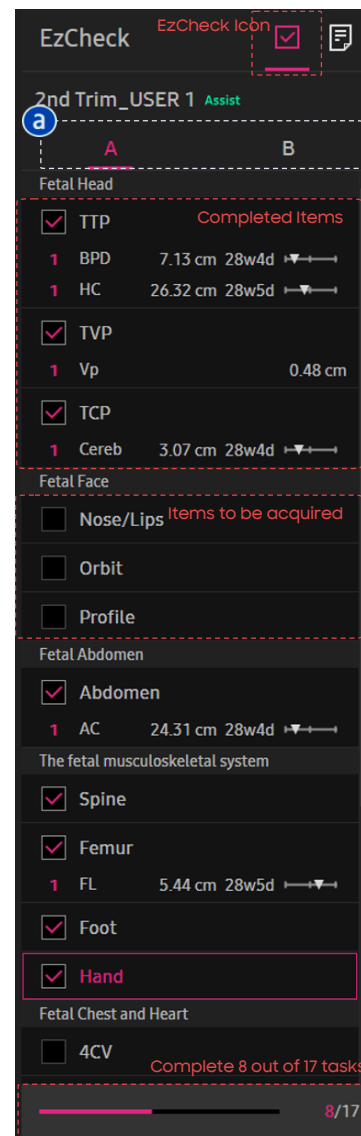 EzCheck EzCheck Icon
2nd Trim_USER 1 Assist
a
A B
Fetal Head
TTP Completed Items
1 BPD 7.13 cm 28w4d
1 HC 26.32 cm 28w5d
TVP
1 Vp 0.48 cm
TCP
1 Cereb 3.07 cm 28w4d
Fetal Face
Nose/Lips Items to be acquired
Orbit
Profile
Fetal Abdomen
Abdomen
1 AC 24.31 cm 28w4d
The fetal musculoskeletal system
Spine
Femur
1 FL 5.44 cm 28w5d
Foot
Hand
Fetal Chest and Heart
4CV
Complete 8 out of 17 tasks
8/17